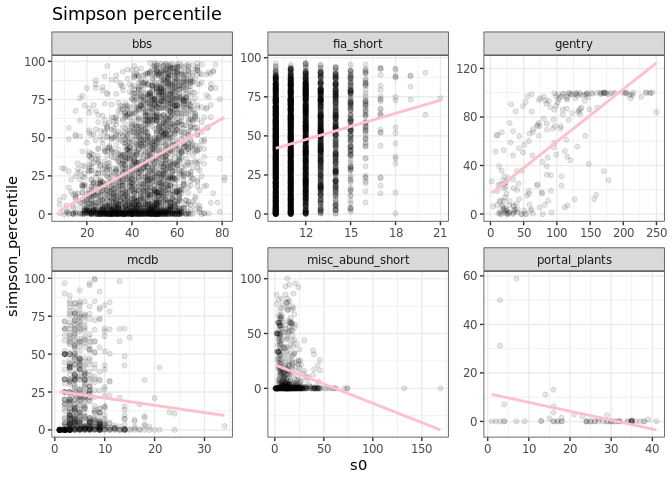 Simpson percentile
bbs
fia_short
gentry
100
75
50
25
0
20 40 60 80
100
75
50
25
0
12 15 18 21
120
80
40
0
0 50 100 150 200 250
mcdb
misc_abund_short
portal_plants
100
75
50
25
0
0 10 20 30
100
50
0
0 50 100 150
60
40
20
0
0 10 20 30 40
simpson_percentile
s0